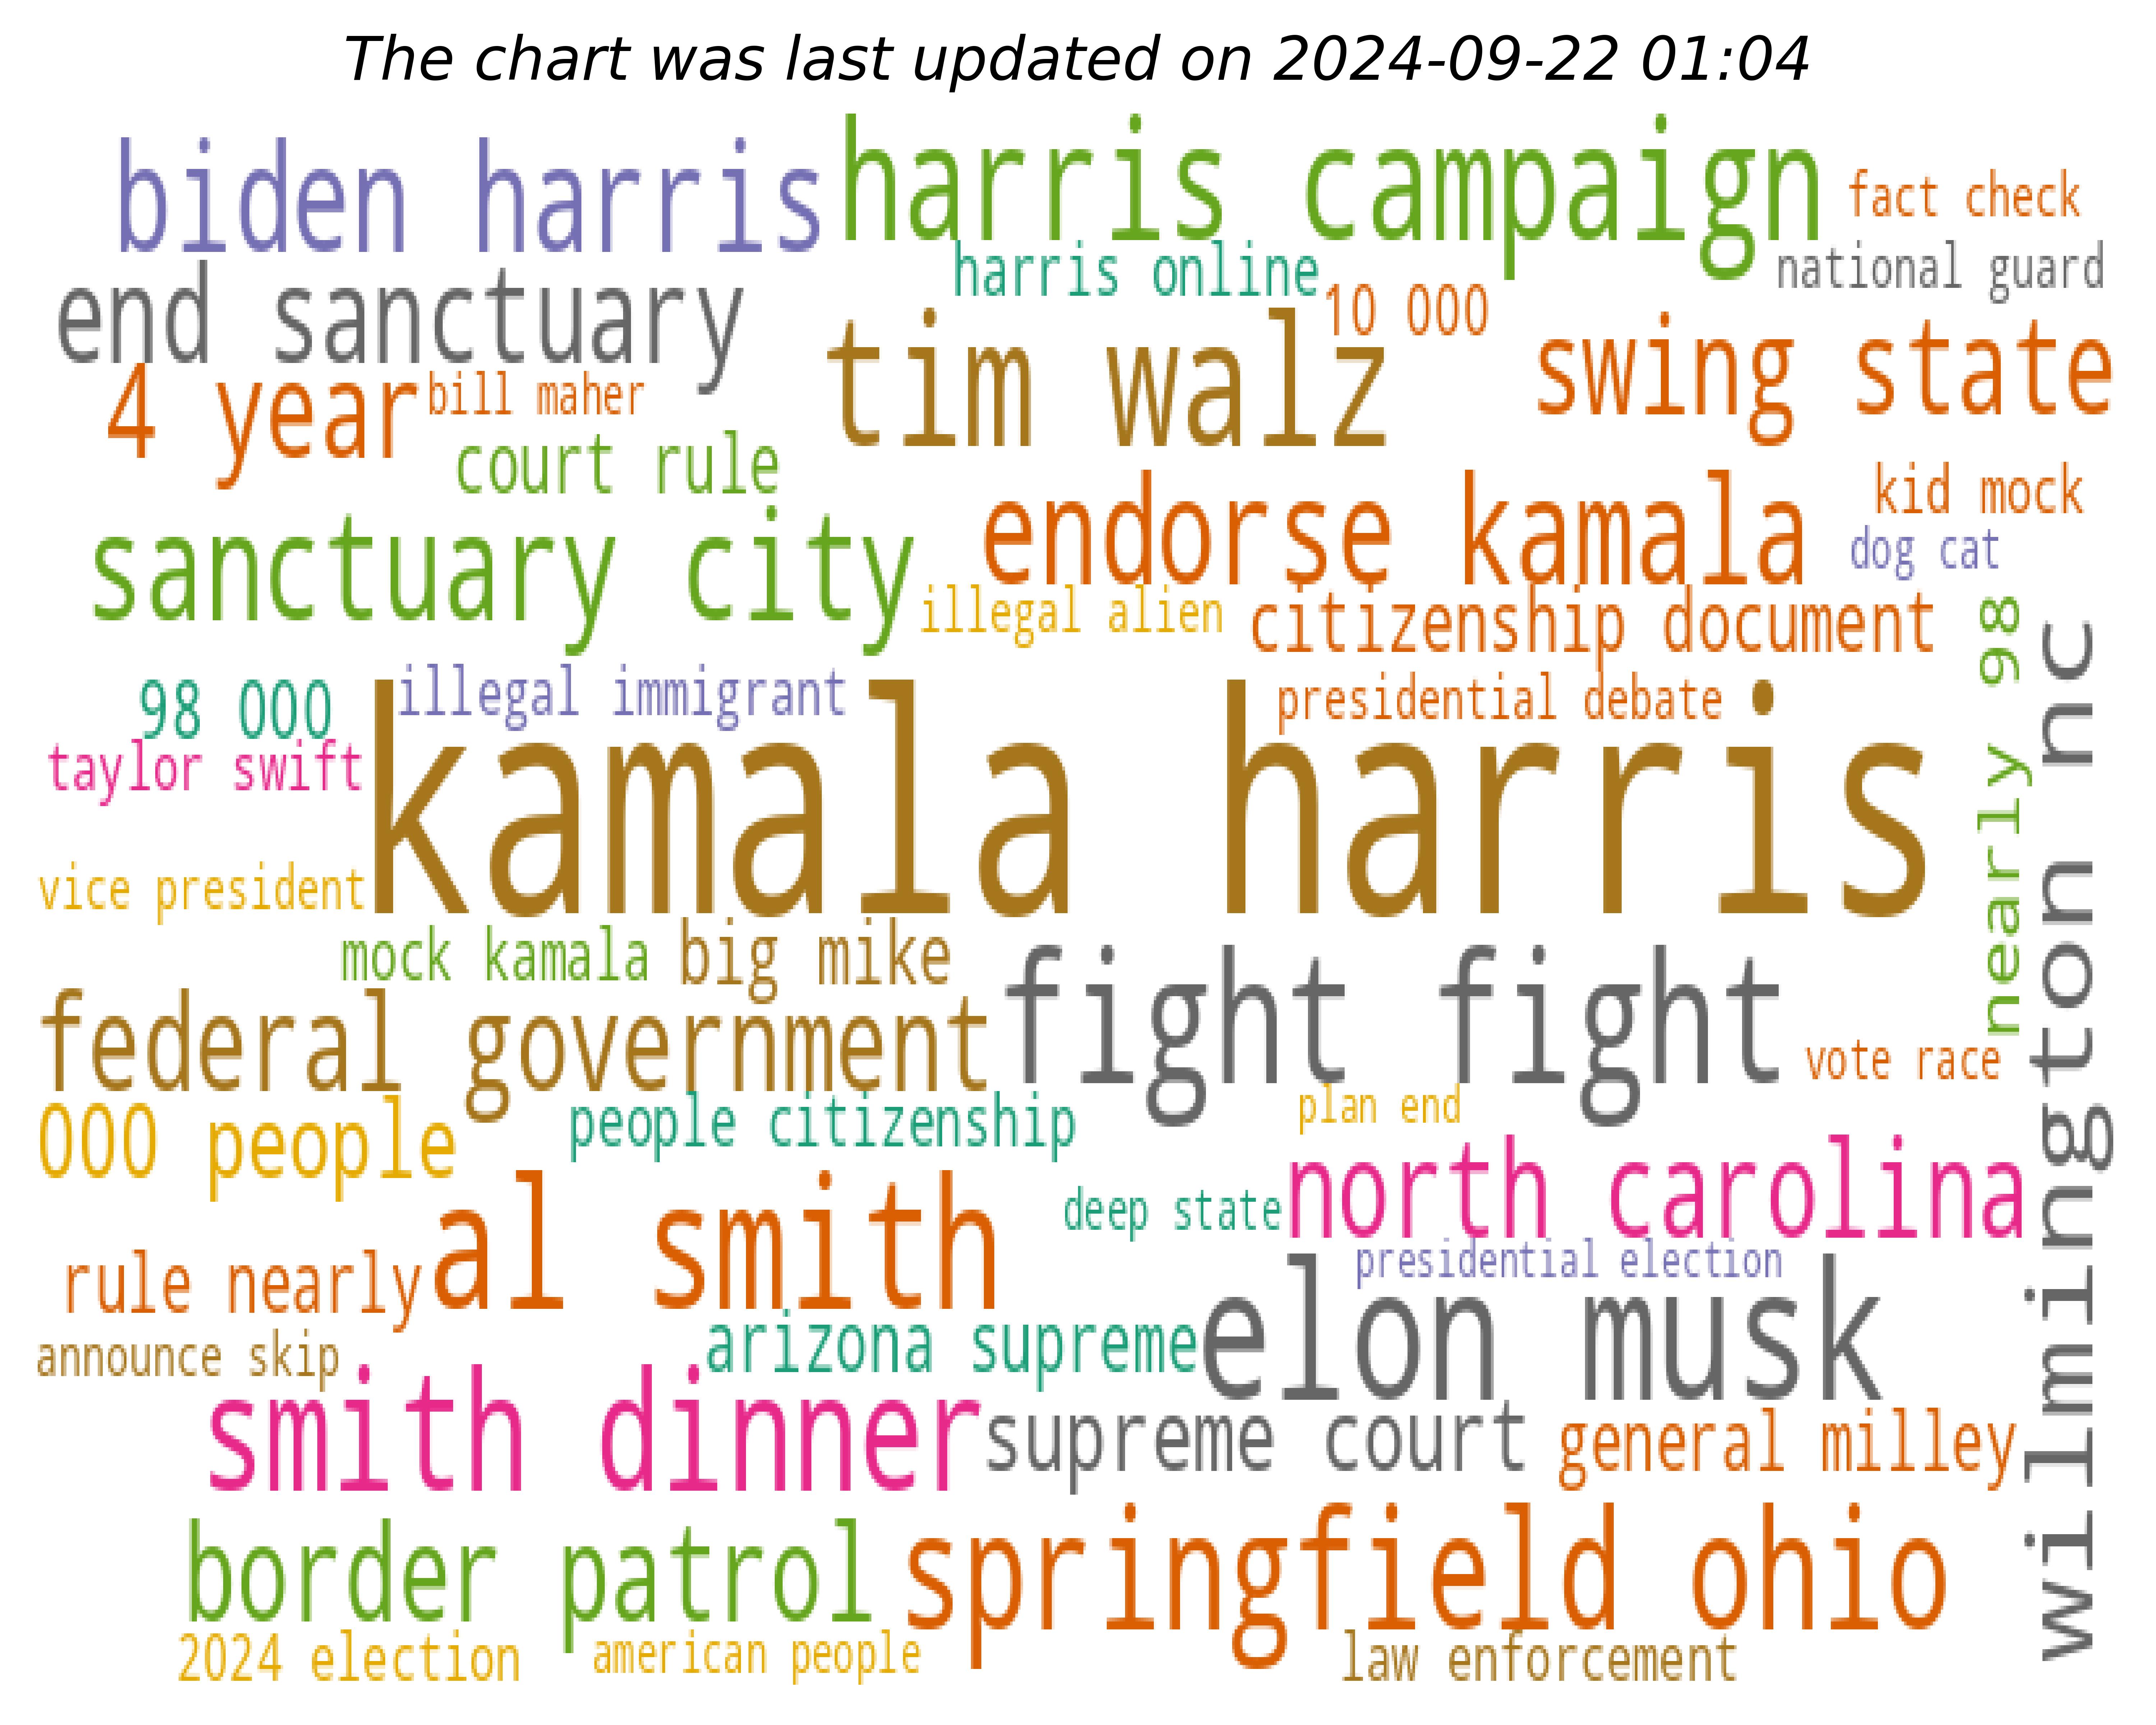 The chart was last updated on 2024-09-22 01:04
biden harris
harris campaign
fact check
harris online
national guard
end sanctuary
10 000
tim walz
swing state
4 year
bill maher
court rule
endorse kamala
kid mock
sanctuary city
dog cat
illegal alien
citizenship document
nearly 98
wilmington nc
98 000
illegal immigrant
presidential debate
taylor swift
kamala harris
vice president
mock kamala
big mike
fight fight
federal government
vote race
000 people
people citizenship
plan end
north carolina
al smith
deep state
rule nearly
presidential election
elon musk
arizona supreme
announce skip
smith dinner
supreme court
general milley
border patrol
springfield ohio
2024 election
american people
law enforcement